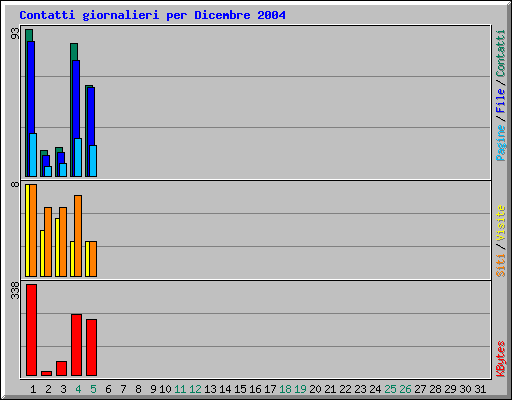 Contatti giornalieri per Dicembre 2004
93
Pagine / File / Contatti
8
Siti / Visite
338
KBytes
1 2 3 4 5 6 7 8 9 10 11 12 13 14 15 16 17 18 19 20 21 22 23 24 25 26 27 28 29 30 31